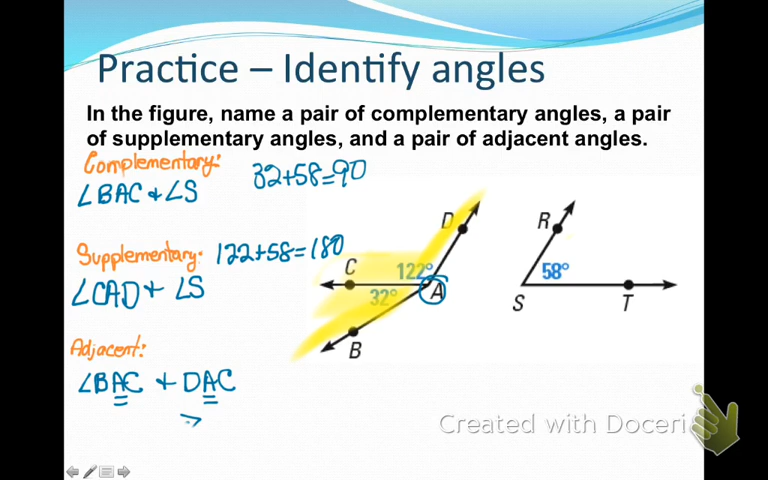 Practice – Identify angles
In the figure, name a pair of complementary angles, a pair
of supplementary angles, and a pair of adjacent angles.
Complementary:
32+58=90
∠BAC + ∠S
Supplementary: 122+58=180
∠CAD + ∠S
Adjacent:
∠BAC + DAC
D
C
122°
32°
A
B
R
58°
S
T
Created with Doceri